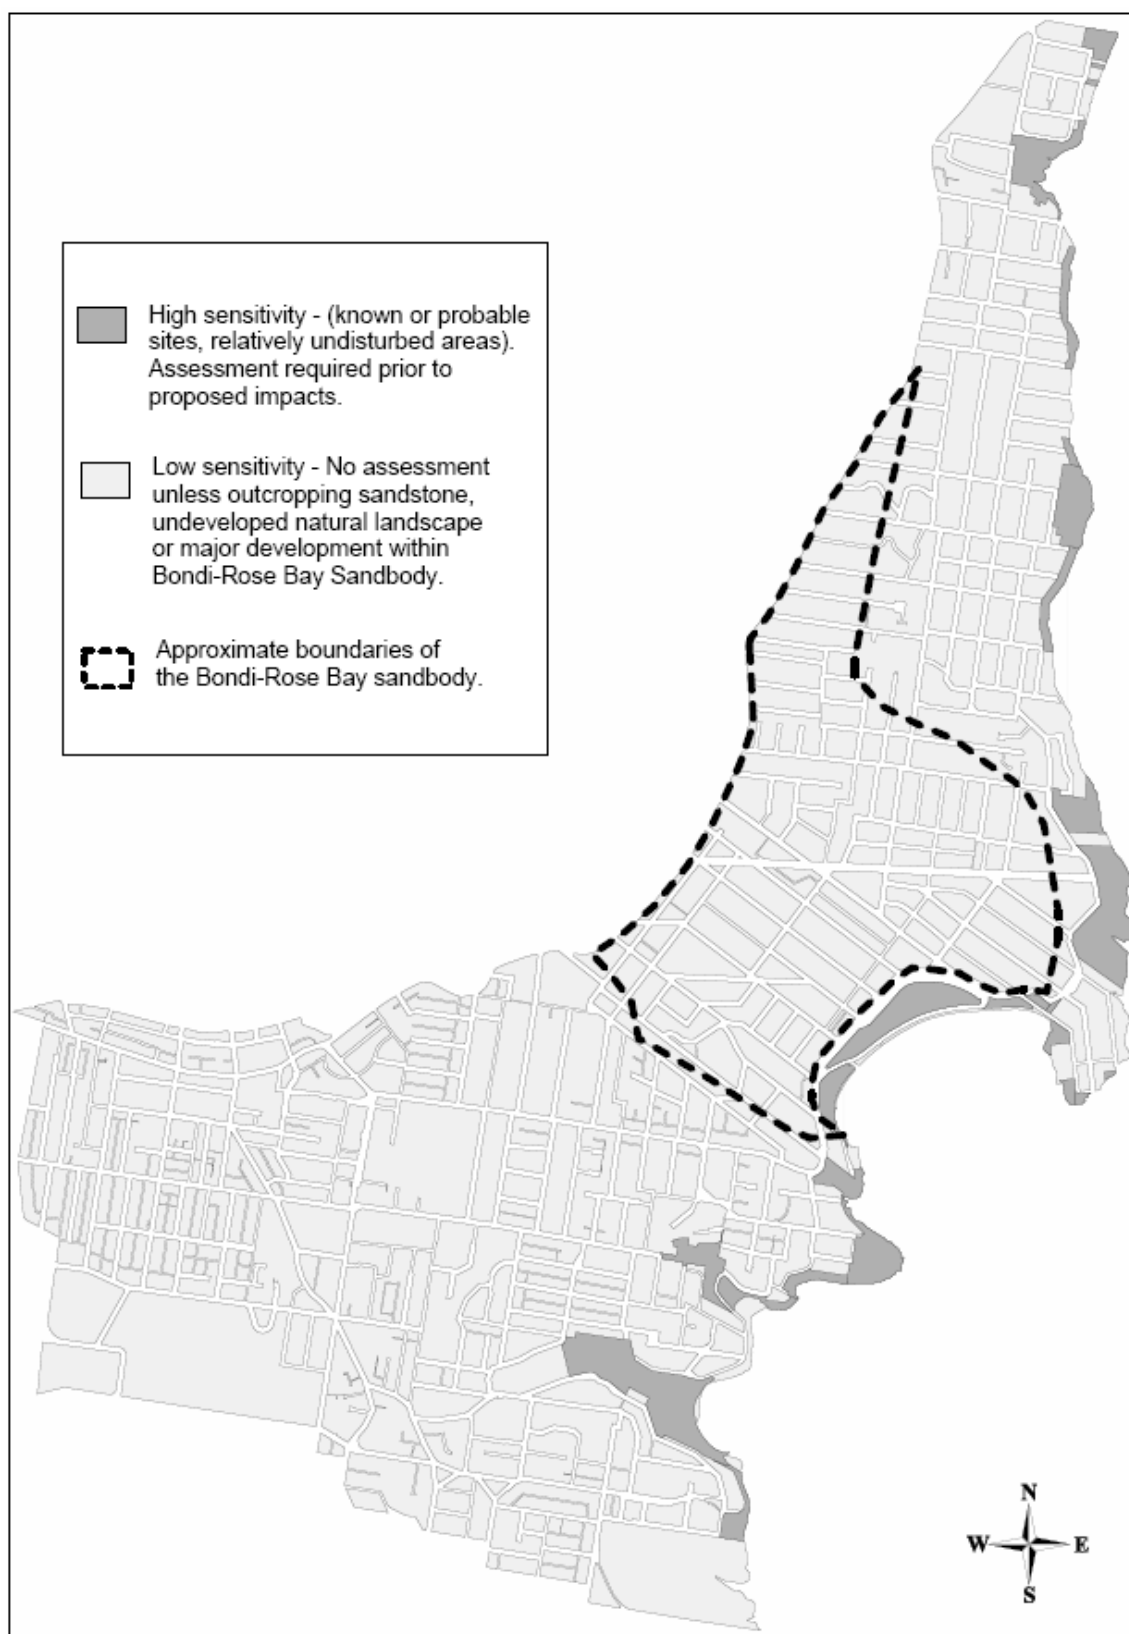 High sensitivity - (known or probable
sites, relatively undisturbed areas).
Assessment required prior to
proposed impacts.
Low sensitivity - No assessment
unless outcropping sandstone,
undeveloped natural landscape
or major development within
Bondi-Rose Bay Sandbody.
Approximate boundaries of
the Bondi-Rose Bay sandbody.
N
W E
S